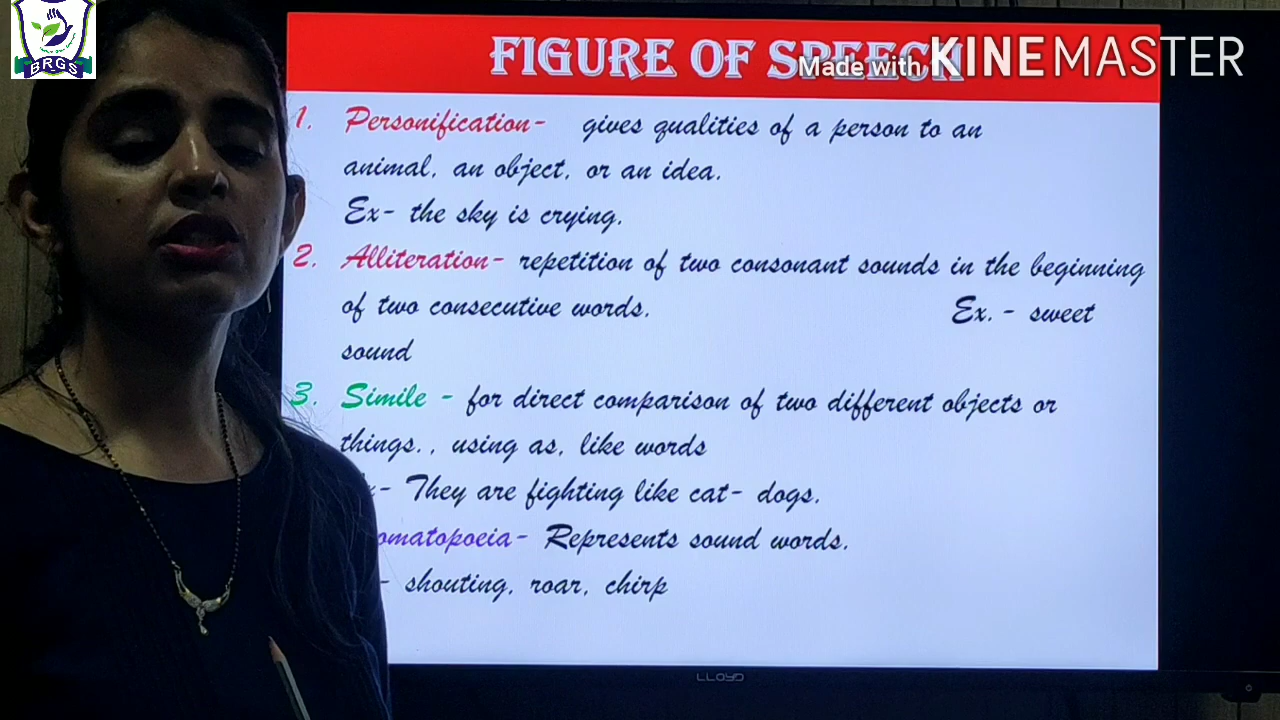 BRGS
FIGURE OF SPEECH
Made with KINEMASTER
1. Personification- gives qualities of a person to an
animal, an object, or an idea.
Ex- the sky is crying.
2. Alliteration- repetition of two consonant sounds in the beginning
of two consecutive words. Ex. - sweet
sound
3. Simile - for direct comparison of two different objects or
things., using as, like words
- They are fighting like cat- dogs.
omatopoeia- Represents sound words.
- shouting, roar, chirp
LLOYD